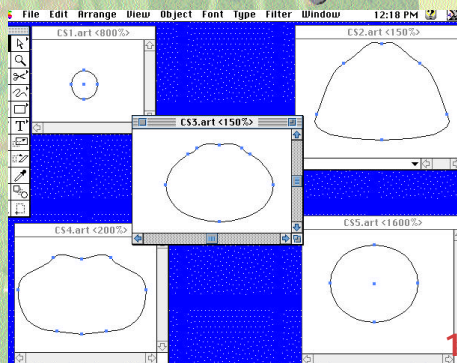 File Edit Arrange View Object Font Type Filter Window 12:18 PM
CS1.art <800%>
CS2.art <150%>
CS3.art <150%>
CS4.art <200%>
CS5.art <1600%>
T
1